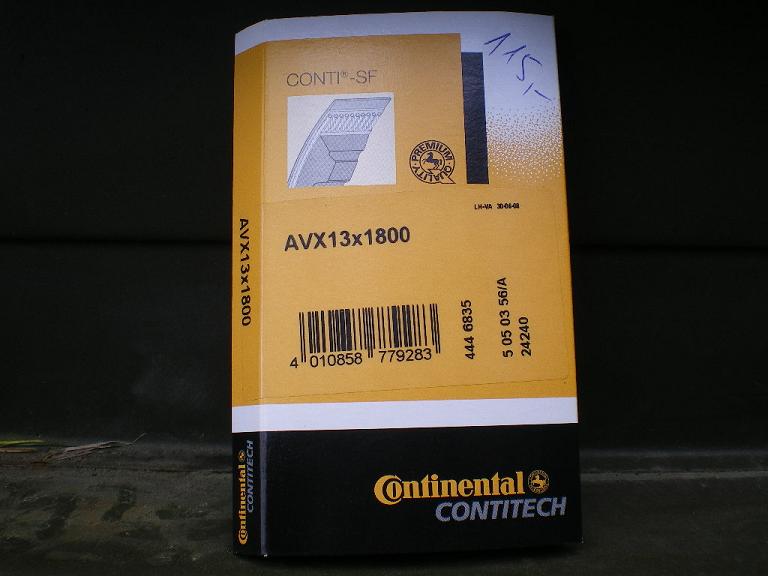 115,-
CONTI®-SF
PREMIUM QUALITY
LH-VA 30-06-08
AVX13x1800
AVX13x1800
4 010858 779283
444 6835
5 05 03 56/A
24240
Continental
CONTITECH
Continental
CONTITECH